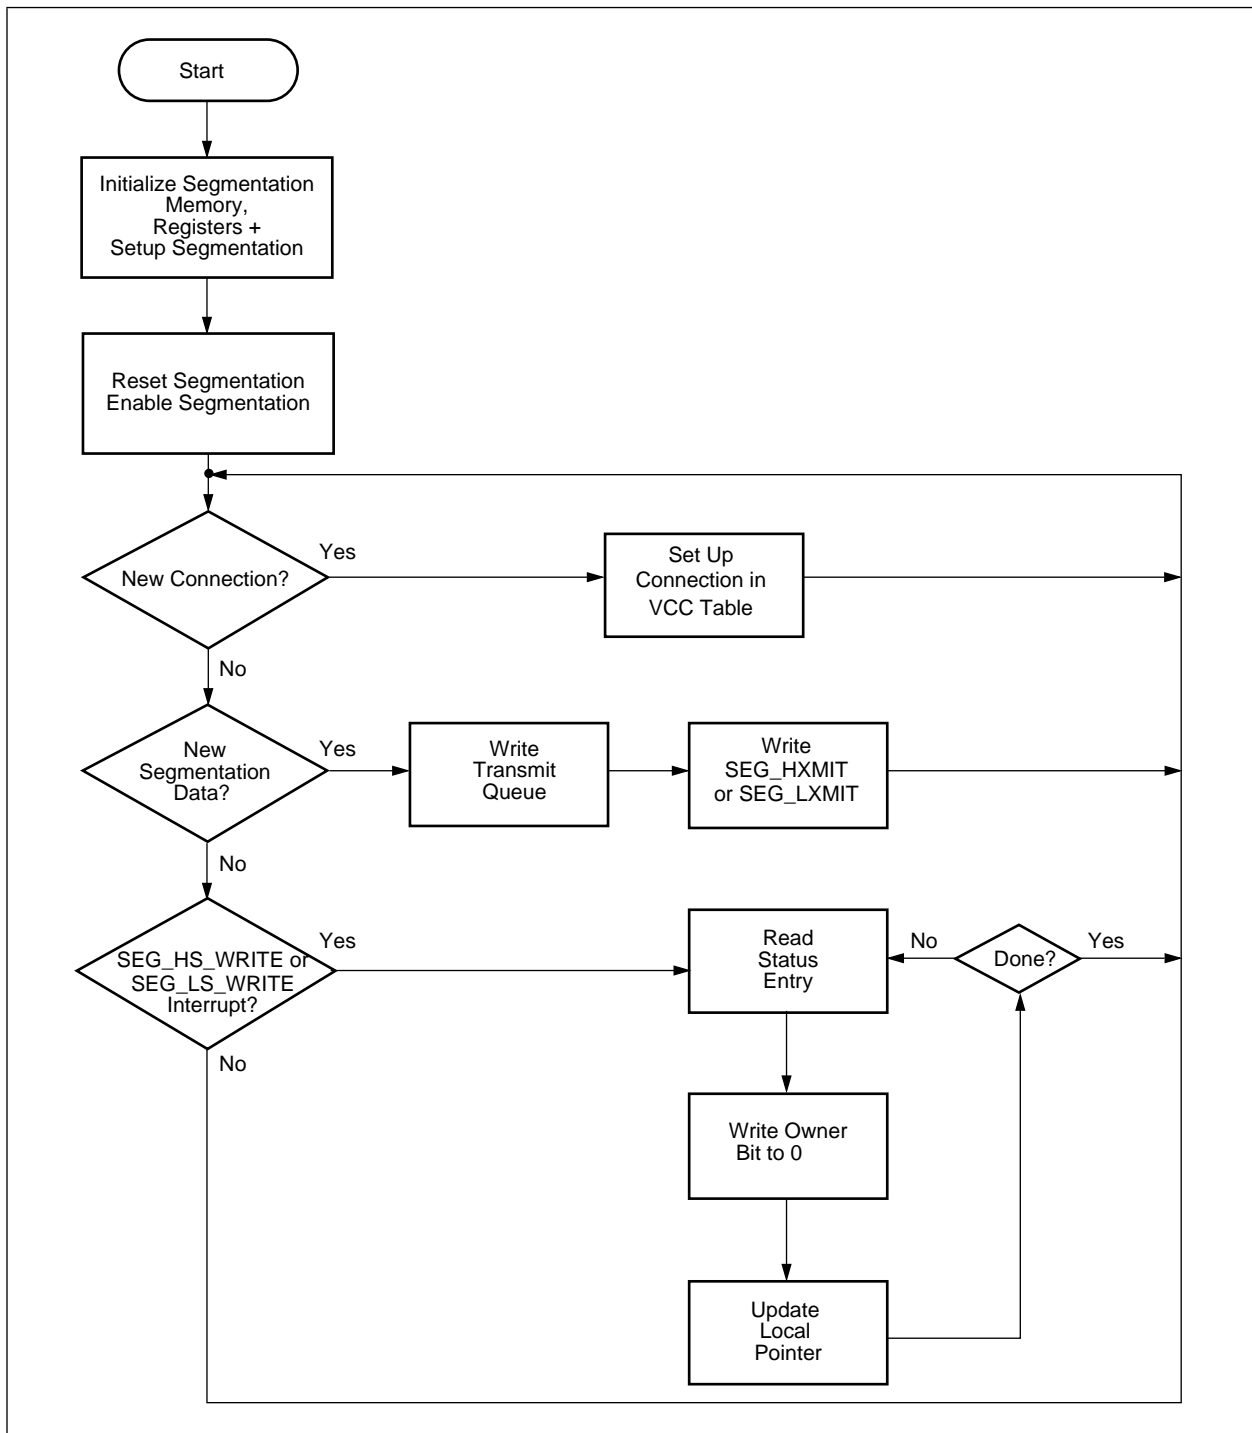 Start
Initialize Segmentation
Memory,
Registers +
Setup Segmentation
Reset Segmentation
Enable Segmentation
New Connection?
Yes
Set Up
Connection in
VCC Table
No
New
Segmentation
Data?
Yes
Write
Transmit
Queue
Write
SEG_HXMIT
or SEG_LXMIT
No
SEG_HS_WRITE or
SEG_LS_WRITE
Interrupt?
Yes
Read
Status
Entry
No
Done?
Yes
No
Write Owner
Bit to 0
Update
Local
Pointer